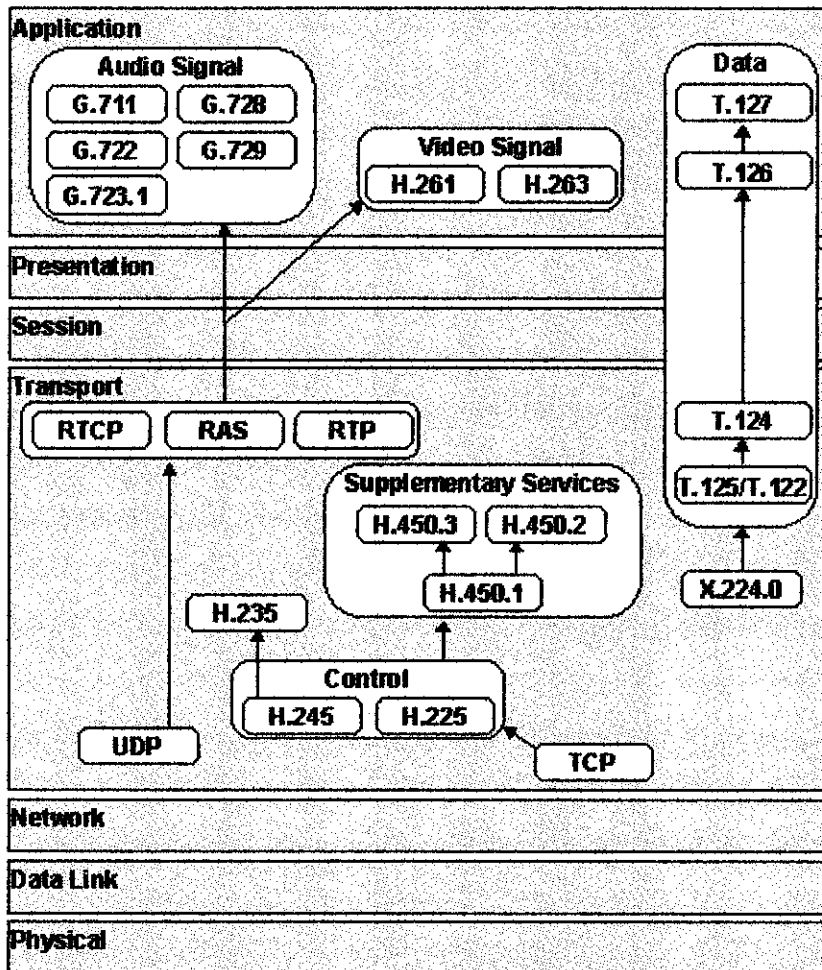 Application
Audio Signal
G.711 G.728
G.722 G.729
G.723.1
Video Signal
H.261 H.263
Data
T.127
T.126
Presentation
Session
Transport
RTCP RAS RTP
T.124
T.125/T.122
Supplementary Services
H.450.3 H.450.2
H.450.1
X.224.0
H.235
Control
H.245 H.225
UDP
TCP
Network
Data Link
Physical